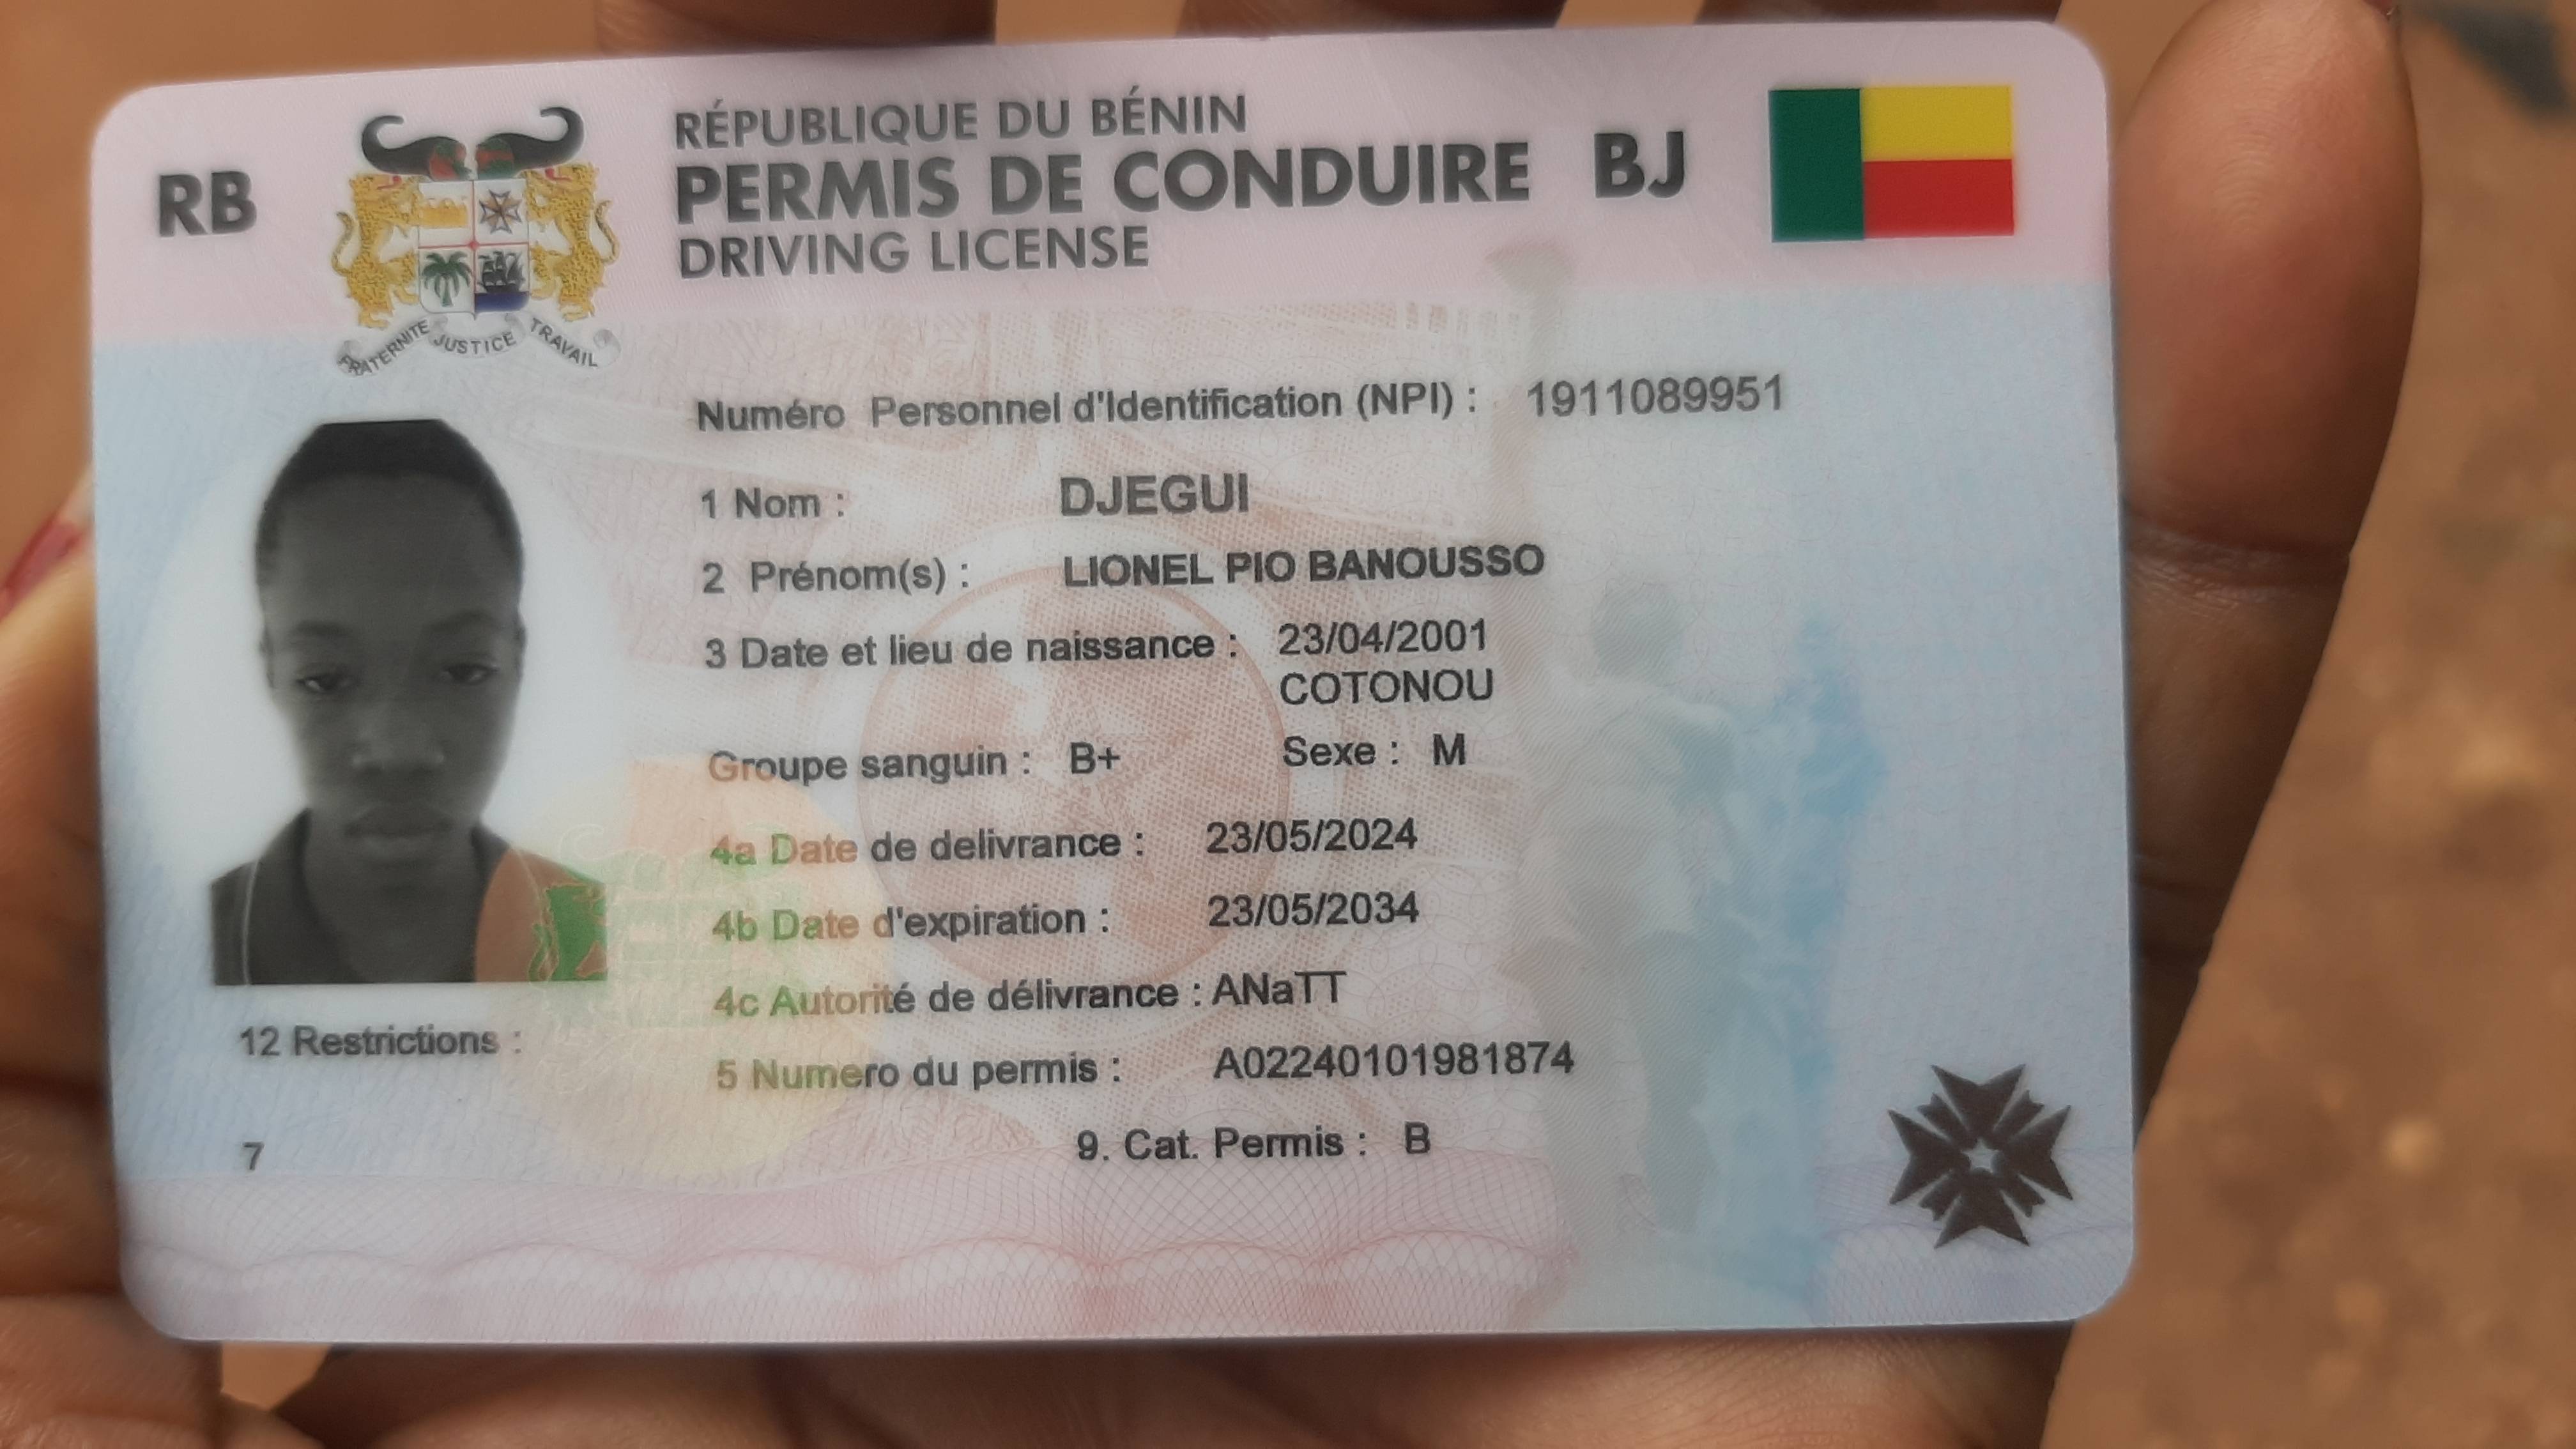 RB
RÉPUBLIQUE DU BÉNIN
PERMIS DE CONDUIRE BJ
DRIVING LICENSE
FRATERNITE JUSTICE TRAVAIL
Numéro Personnel d'Identification (NPI) : 1911089951
1 Nom : DJEGUI
2 Prénom(s) : LIONEL PIO BANOUSSO
3 Date et lieu de naissance : 23/04/2001
COTONOU
Groupe sanguin : B+ Sexe : M
4a Date de delivrance : 23/05/2024
4b Date d'expiration : 23/05/2034
4c Autorité de délivrance : ANaTT
12 Restrictions :
5 Numero du permis : A02240101981874
7
9. Cat. Permis : B